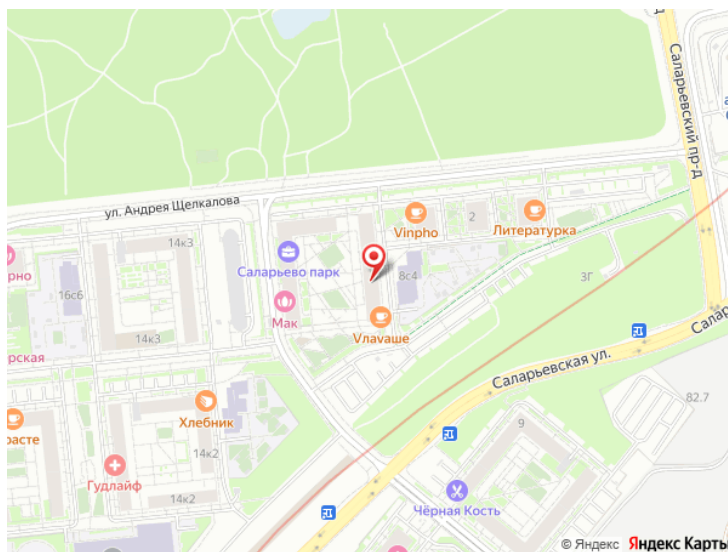 Саларьевский пр-д
ул. Андрея Щелкалова
Vinpho
2
Литературка
14к3
Саларьево парк
8с4
3Г
16с6
Мак
14к3
Vлаvаше
Саларьевская ул.
Хлебник
82.7
14к2
9
Гудлайф
14к2
Чёрная Кость
© Яндекс Яндекс Карты